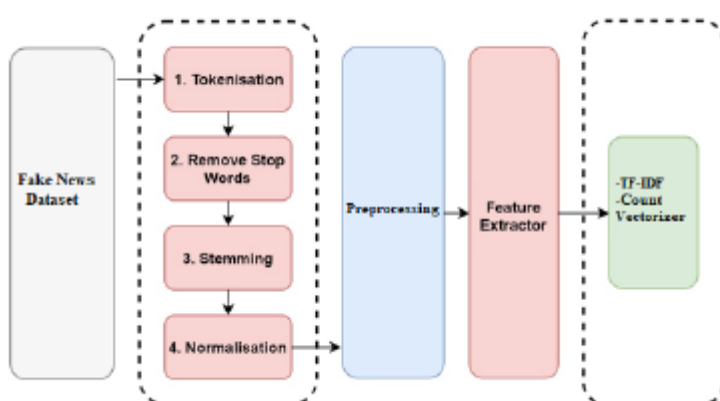 Fake News
Dataset
1. Tokenisation
2. Remove Stop
Words
3. Stemming
4. Normalisation
Preprocessing
Feature
Extractor
-TF-IDF
-Count
Vectorizer